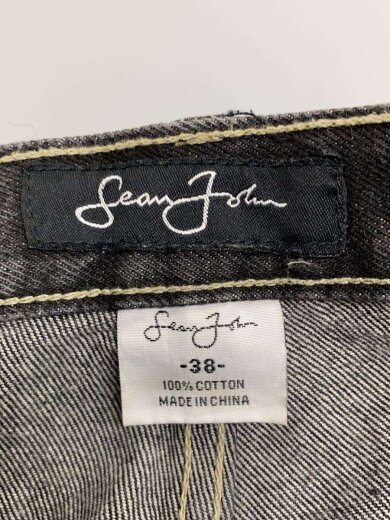 Sean John
Sean John
-38-
100% COTTON
MADE IN CHINA